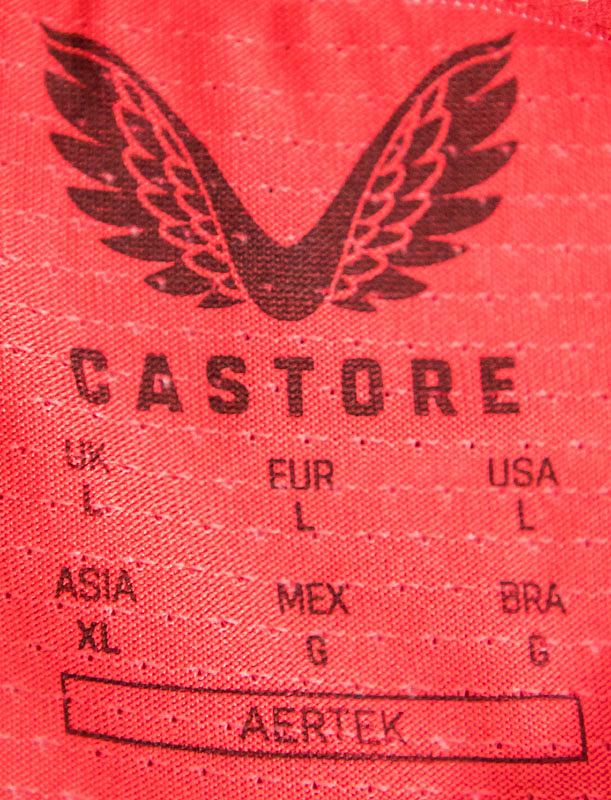 CASTORE
UK EUR USA
L L L
ASIA MEX BRA
XL G G
AERTEK